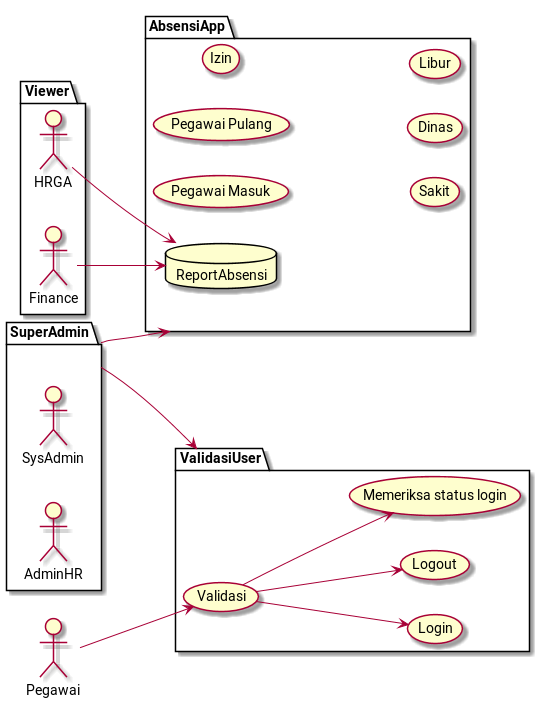 AbsensiApp
Izin
Libur
Viewer
Pegawai Pulang
Dinas
HRGA
Pegawai Masuk
Sakit
ReportAbsensi
Finance
SuperAdmin
SysAdmin
ValidasiUser
Memeriksa status login
Logout
AdminHR
Validasi
Login
Pegawai